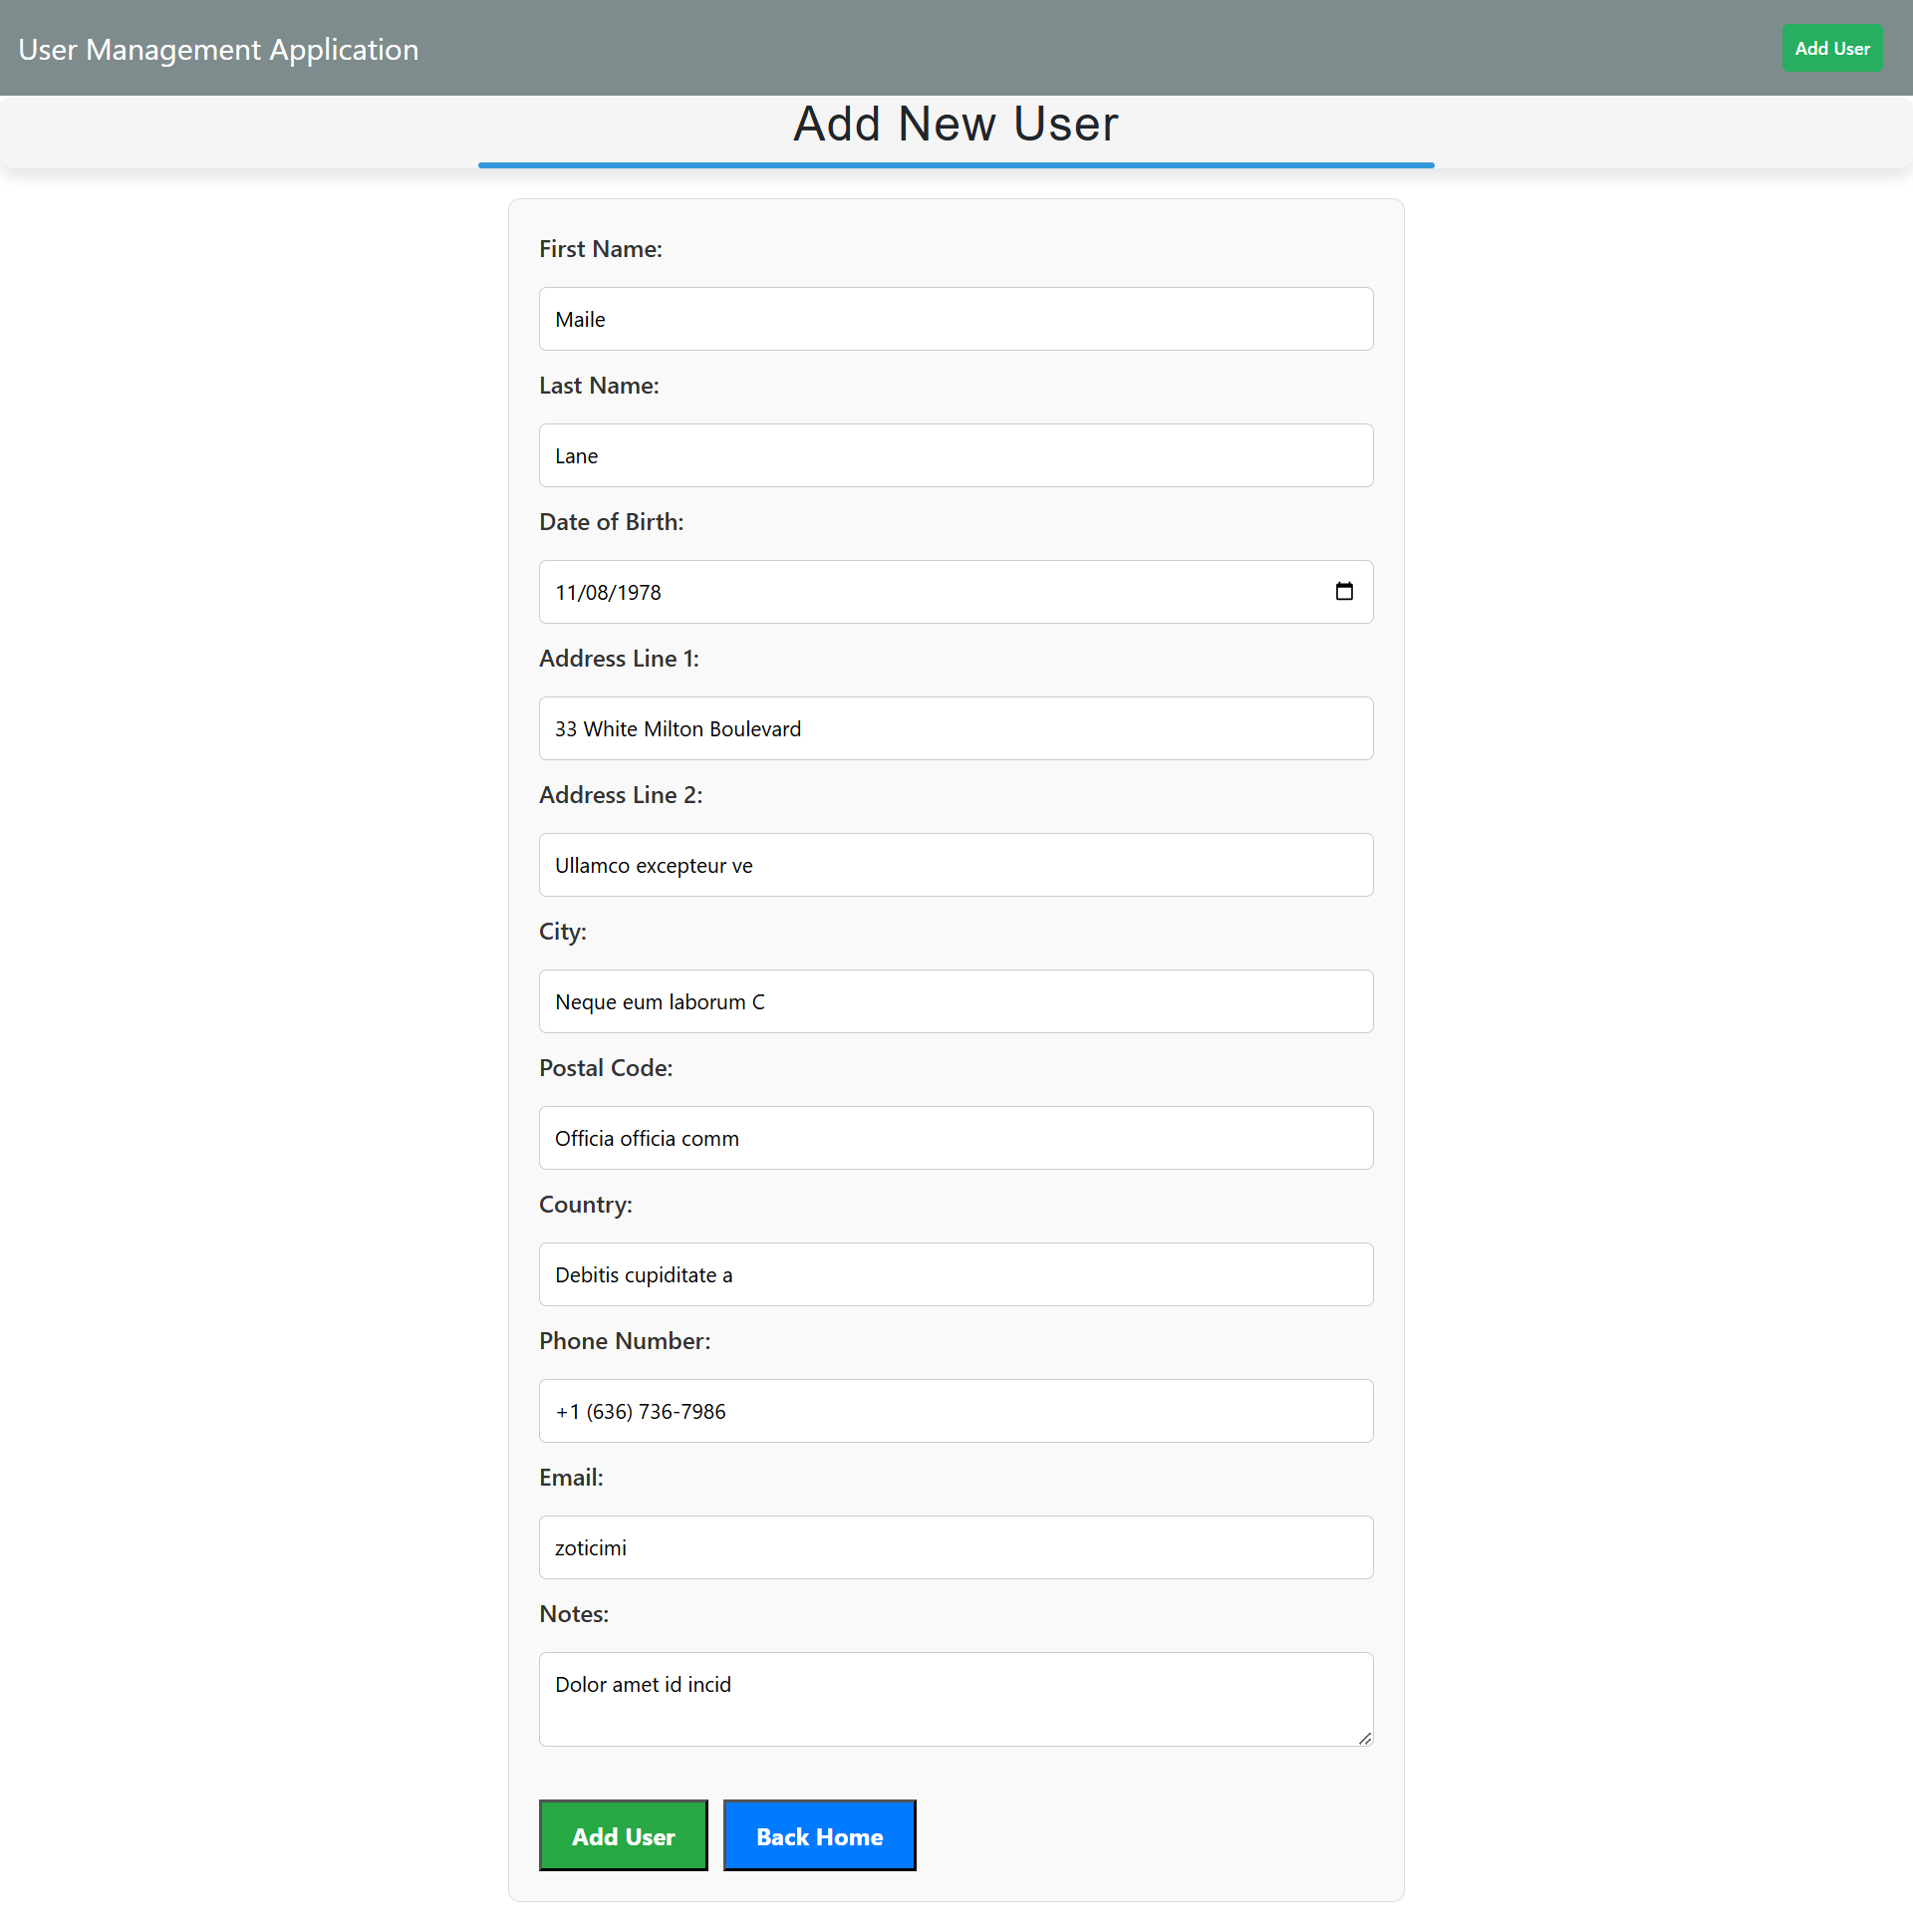 User Management Application
Add User
Add New User
First Name:
Maile
Last Name:
Lane
Date of Birth:
11/08/1978
Address Line 1:
33 White Milton Boulevard
Address Line 2:
Ullamco excepteur ve
City:
Neque eum laborum C
Postal Code:
Officia officia comm
Country:
Debitis cupiditate a
Phone Number:
+1 (636) 736-7986
Email:
zoticimi
Notes:
Dolor amet id incid
Add User
Back Home